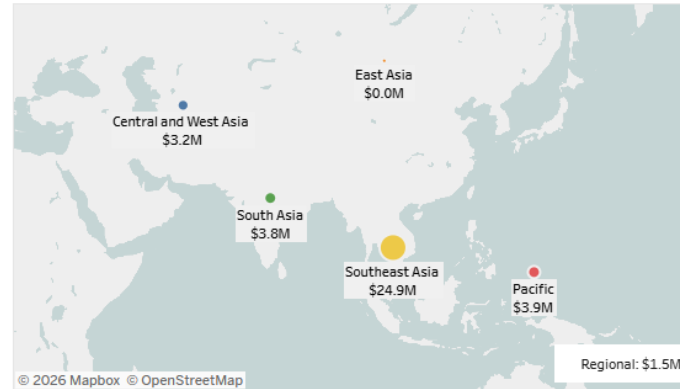 East Asia
$0.0M
Central and West Asia
$3.2M
South Asia
$3.8M
Southeast Asia
$24.9M
Pacific
$3.9M
Regional: $1.5M
© 2026 Mapbox © OpenStreetMap